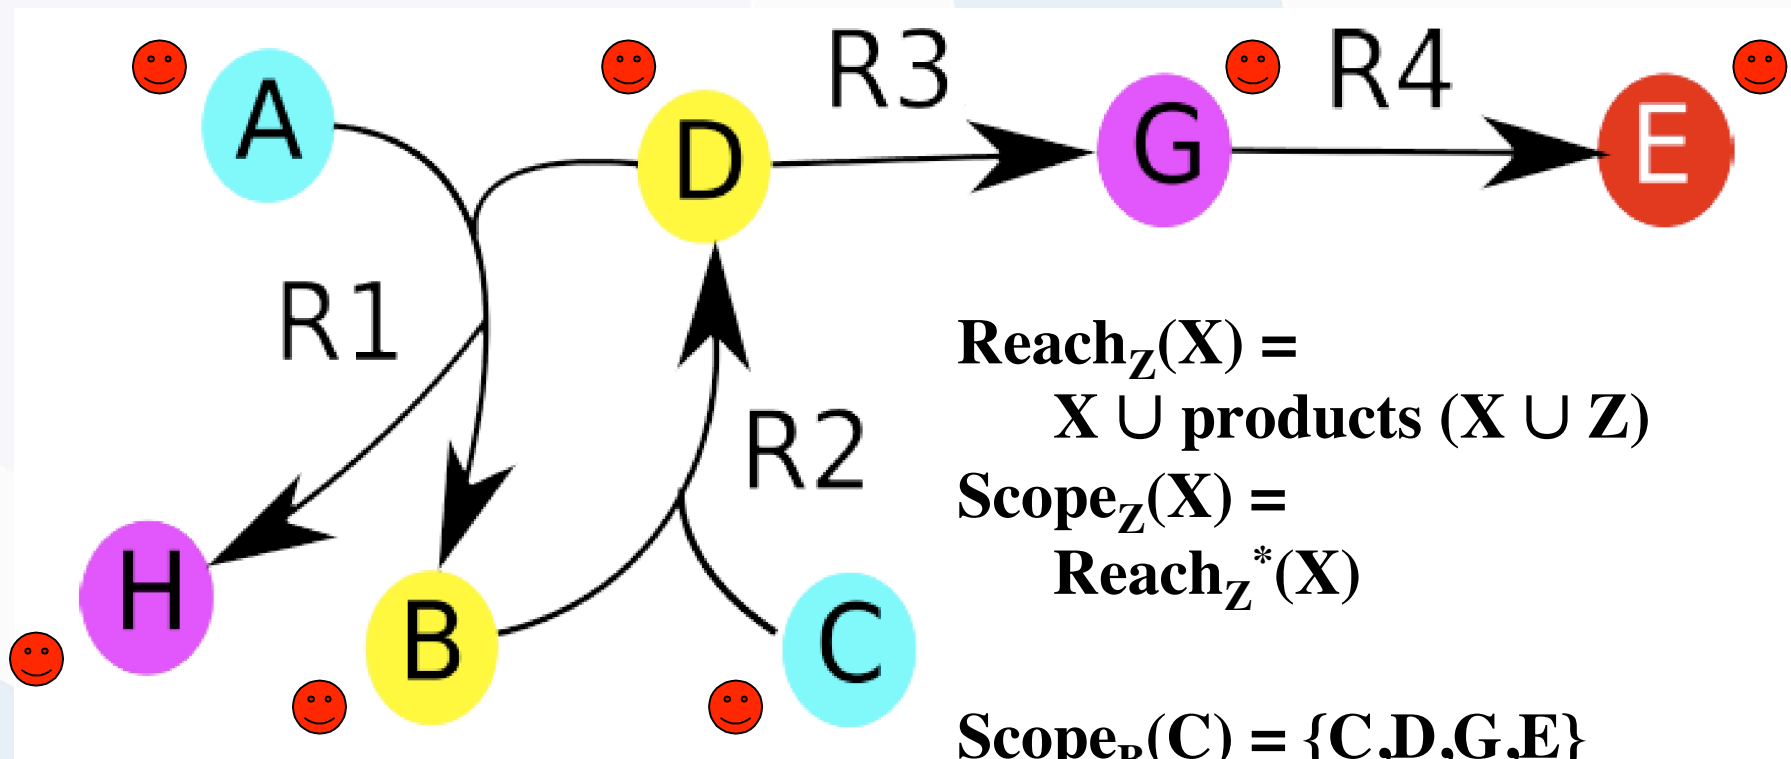 A
D
R3
G
R4
E
R1
R2
H
B
C
Reach_Z(X) =
X ∪ products (X ∪ Z)
Scope_Z(X) =
Reach_Z*(X)
Scope_B(C) = {C,D,G,E}